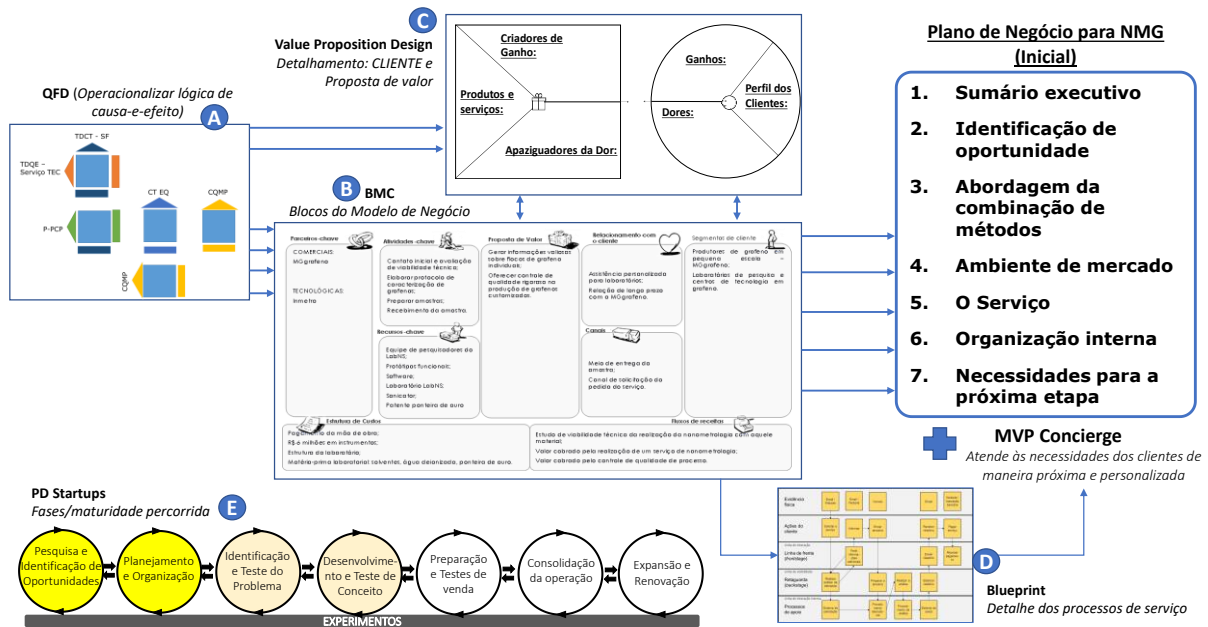 C
Value Proposition Design
Detalhamento: CLIENTE e
Proposta de valor
Criadores de
Ganho:
Produtos e
serviços:
Apaziguadores da Dor:
Ganhos:
Perfil dos
Clientes:
Dores:
QFD (Operacionalizar lógica de
causa-e-efeito)
A
TDCT - SF
TDQE –
Serviço TEC
P-PCP
CT EQ
CQMP
CQMP
B
BMC
Blocos do Modelo de Negócio
Parceiros-chave
COMERCIAIS:
MGgrafeno
TECNOLÓGICAS:
Inmetro
Atividades-chave
Contato inicial e avaliação
de viabilidade técnica;
Elaborar protocolo de
caracterização de
grafenos;
Preparar amostras;
Recebimento da amostra.
Recursos-chave
Equipe de pesquisadores do
LabNS;
Protótipos funcionais;
Software;
Laboratório LabNS;
Sonicator;
Patente ponteira de ouro
Proposta de Valor
Gerar informações valiosas
sobre flocos de grafeno
individuais;
Oferecer controle de
qualidade rigoroso na
produção de grafenos
customizados.
Relacionamento com
o cliente
Assistência personalizada
para laboratórios;
Relação de longo prazo
com a MGgrafeno.
Canais
Meio de entrega da
amostra;
Canal de solicitação do
pedido do serviço.
Segmentos de cliente
Produtores de grafeno em
pequena escala –
MGgrafeno;
Laboratórios de pesquisa e
centros de tecnologia em
grafeno.
Estrutura de Custos
Pagamento da mão de obra;
R$ 6 milhões em instrumentos;
Estrutura do laboratório;
Matéria-prima laboratorial: solventes, água deionizada, ponteira de ouro.
Fluxos de receitas
Estudo de viabilidade técnica da realização da nanometrologia com aquele
material;
Valor cobrado pela realização de um serviço de nanometrologia;
Valor cobrado pelo controle de qualidade de processo.
Plano de Negócio para NMG
(Inicial)
1. Sumário executivo
2. Identificação de
oportunidade
3. Abordagem da
combinação de
métodos
4. Ambiente de mercado
5. O Serviço
6. Organização interna
7. Necessidades para a
próxima etapa
MVP Concierge
Atende às necessidades dos clientes de
maneira próxima e personalizada
PD Startups
Fases/maturidade percorrida
E
Pesquisa e
Identificação de
Oportunidades
Planejamento
e Organização
Identificação
e Teste do
Problema
Desenvolvime-
nto e Teste de
Conceito
Preparação
e Testes de
venda
Consolidação
da operação
Expansão e
Renovação
EXPERIMENTOS
Evidência
física
Ações do
cliente
Linha de frente
(frontstage)
Retaguarda
(backstage)
Processos
de apoio
D
Blueprint
Detalhe dos processos de serviço